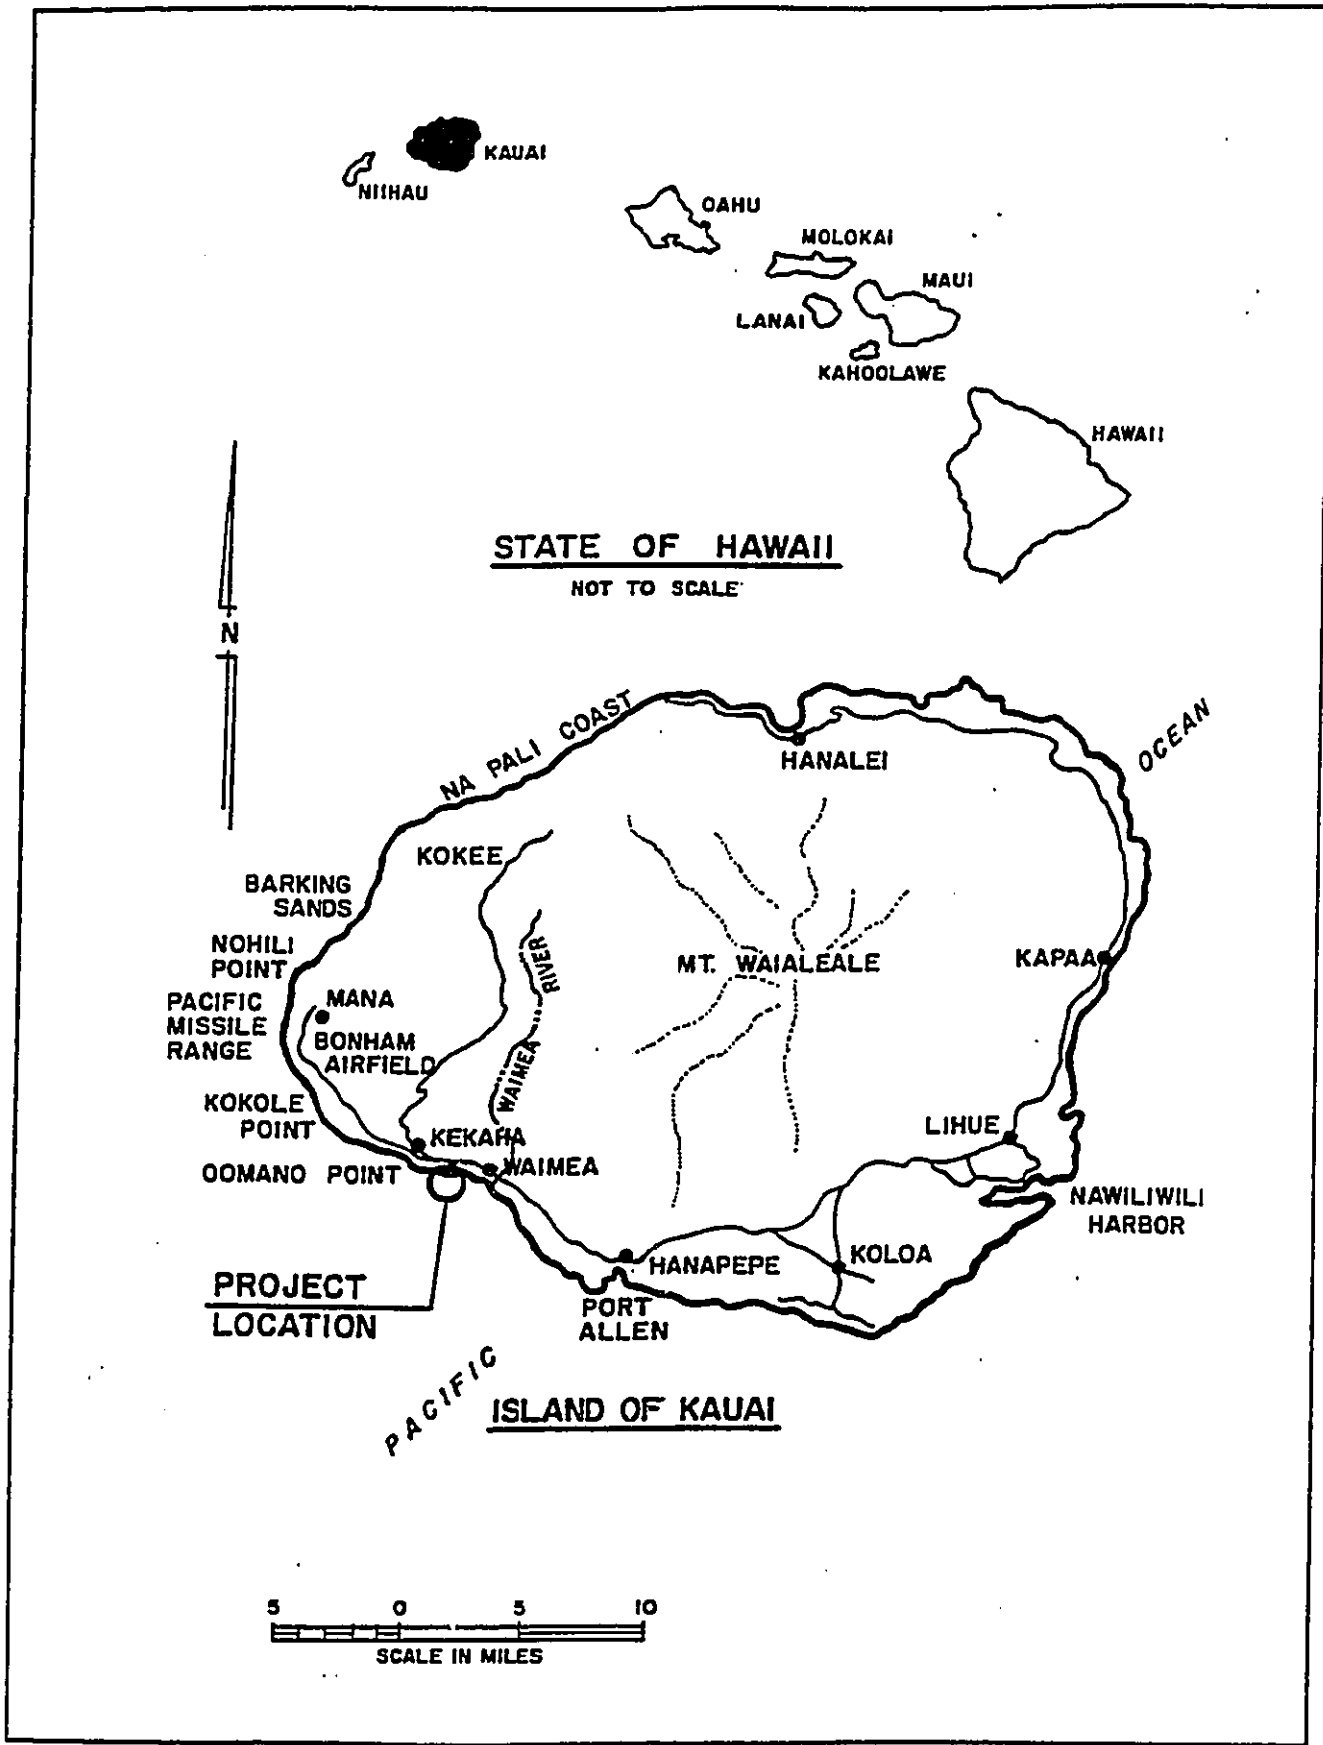 KAUAI
NIIHAU
OAHU
MOLOKAI
MAUI
LANAI
KAHOOLAWE
HAWAII
STATE OF HAWAII
NOT TO SCALE
N
NA PALI COAST
OCEAN
HANALEI
KOKEE
BARKING
SANDS
NOHILI
POINT
RIVER
MT. WAIALEALE
KAPAA
PACIFIC
MISSILE
RANGE
MANA
BONHAM
AIRFIELD
WAIMEA
KOKOLE
POINT
KEKAHA
LIHUE
OOMANO POINT
WAIMEA
NAWILIWILI
HARBOR
HANAPEPE
KOLOA
PROJECT
LOCATION
PORT
ALLEN
PACIFIC
ISLAND OF KAUAI
5 0 5 10
SCALE IN MILES